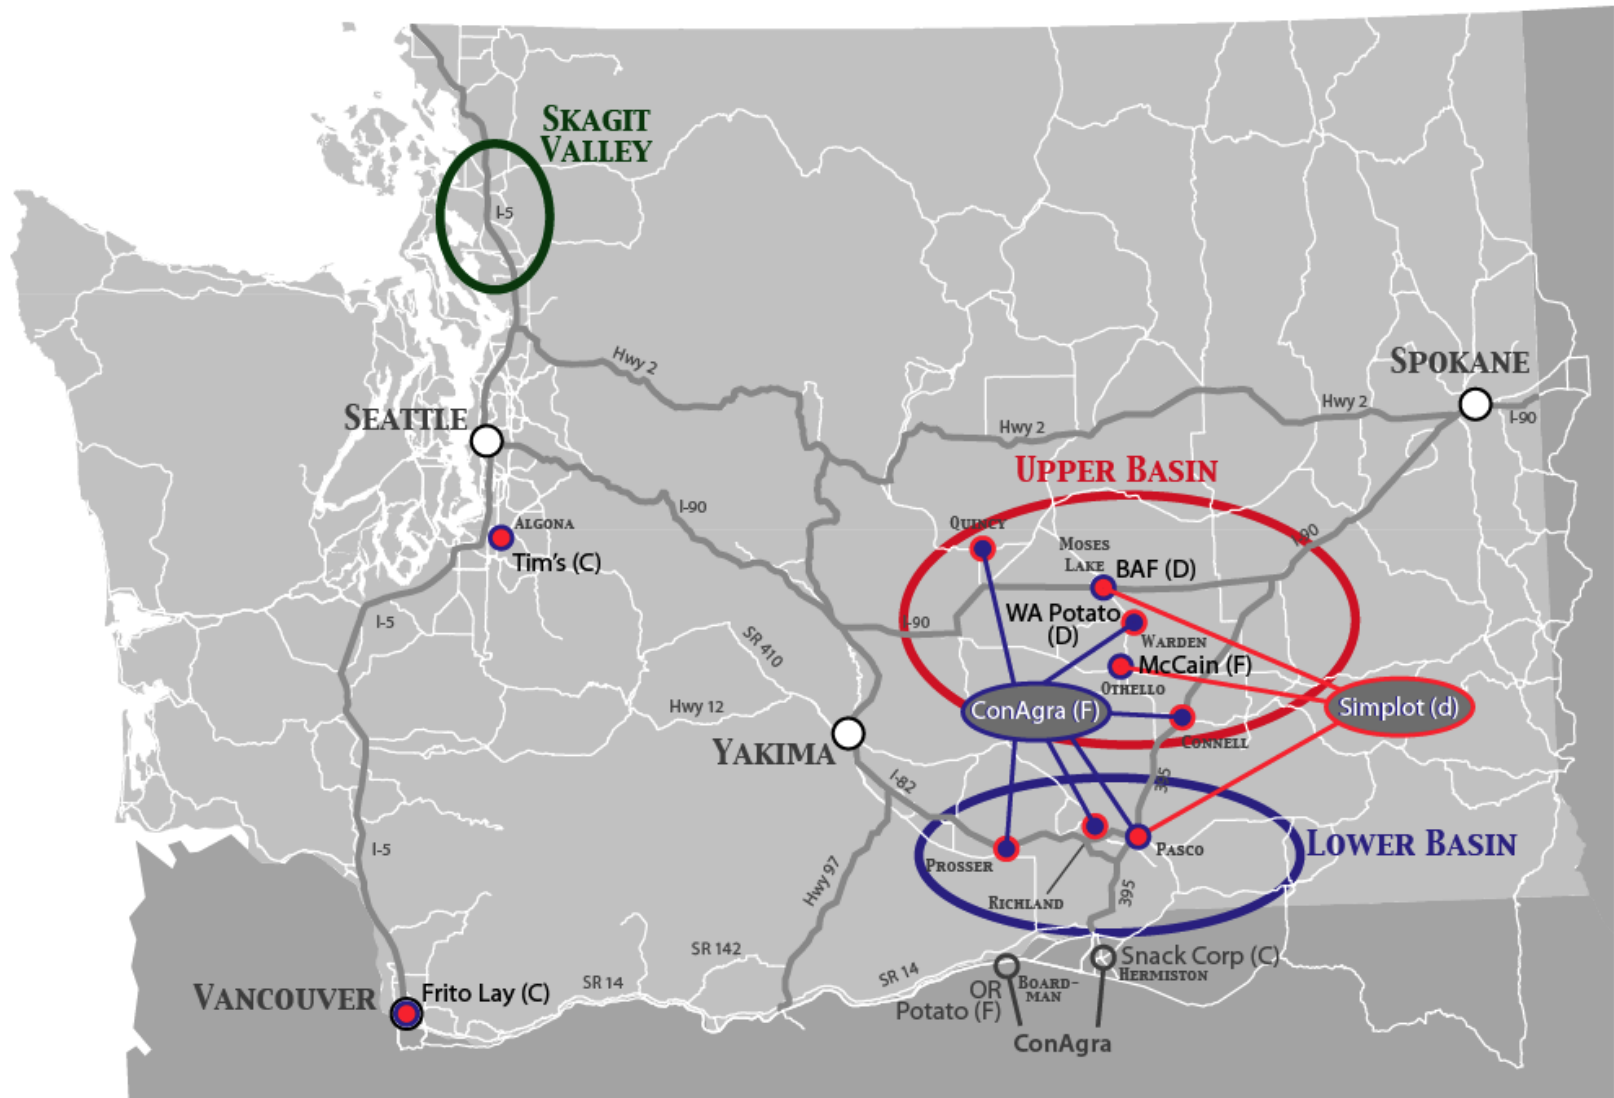 SKAGIT
VALLEY
I-5
Hwy 2
SPOKANE
Hwy 2
I-90
Hwy 2
SEATTLE
UPPER BASIN
I-90
ALGONA
Tim's (C)
QUINCY
I-90
MOSES
LAKE
BAF (D)
WA Potato
(D)
WARDEN
I-5
I-90
SR 410
McCain (F)
OTHELLO
Hwy 12
ConAgra (F)
Simplot (d)
CONNELL
YAKIMA
I-82
395
LOWER BASIN
I-5
PROSSER
PASCO
Hwy 97
RICHLAND
395
SR 142
SR 14
SR 14
Snack Corp (C)
HERMISTON
BOARD-
MAN
OR
Potato (F)
VANCOUVER
Frito Lay (C)
ConAgra